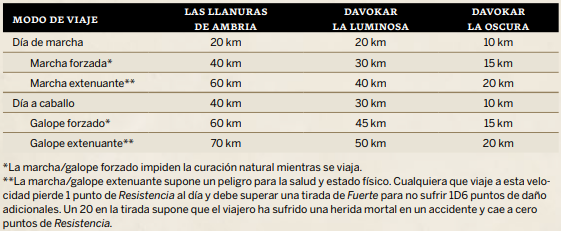 MODO DE VIAJE LAS LLANURAS DE AMBRIA DAVOKAR LA LUMINOSA DAVOKAR LA OSCURA
Día de marcha 20 km 20 km 10 km
Marcha forzada* 40 km 30 km 15 km
Marcha extenuante** 60 km 40 km 20 km
Día a caballo 40 km 30 km 10 km
Galope forzado* 60 km 45 km 15 km
Galope extenuante** 70 km 50 km 20 km
*La marcha/galope forzado impiden la curación natural mientras se viaja.
**La marcha/galope extenuante supone un peligro para la salud y estado físico. Cualquiera que viaje a esta velo-
cidad pierde 1 punto de Resistencia al día y debe superar una tirada de Fuerte para no sufrir 1D6 puntos de daño
adicionales. Un 20 en la tirada supone que el viajero ha sufrido una herida mortal en un accidente y cae a cero
puntos de Resistencia.